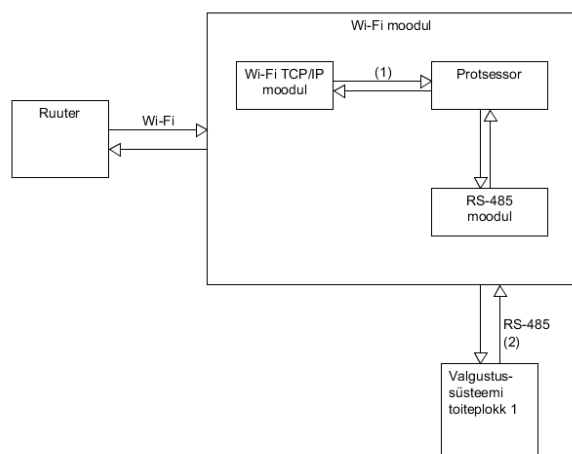 Wi-Fi moodul
Wi-Fi TCP/IP
moodul
(1)
Protsessor
Ruuter
Wi-Fi
RS-485
moodul
RS-485
(2)
Valgustus-
süsteemi
toiteplokk 1